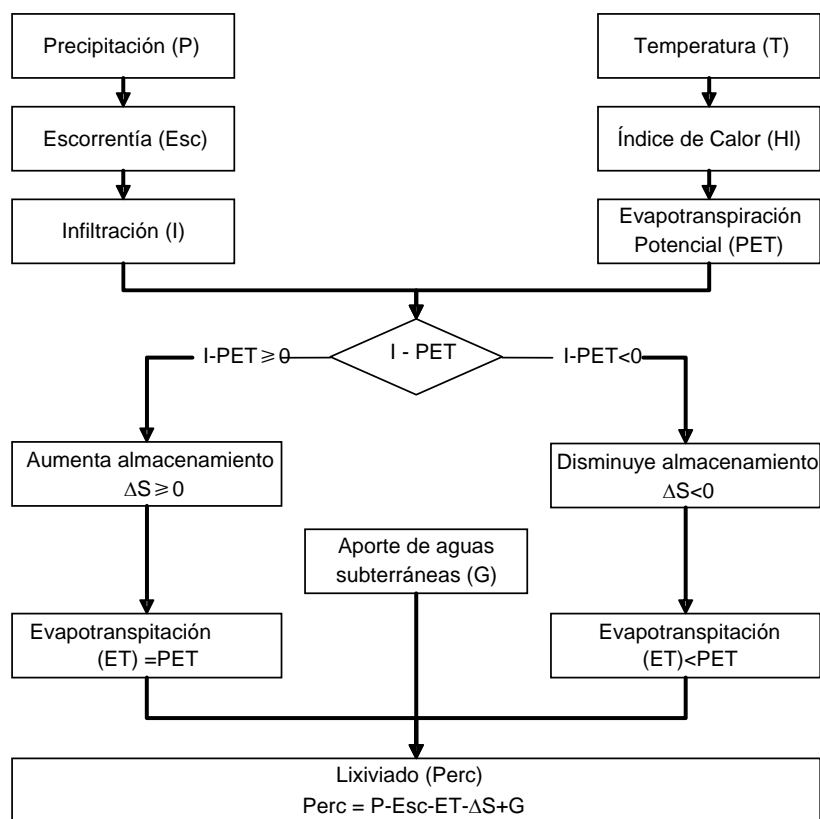 Precipitación (P)
Temperatura (T)
Escorrentía (Esc)
Índice de Calor (Hl)
Infiltración (I)
Evapotranspiración
Potencial (PET)
I - PET
I-PET≥0
I-PET<0
Aumenta almacenamiento
ΔS≥0
Disminuye almacenamiento
ΔS<0
Aporte de aguas
subterráneas (G)
Evapotranspitación
(ET) =PET
Evapotranspitación
(ET)<PET
Lixiviado (Perc)
Perc = P-Esc-ET-ΔS+G